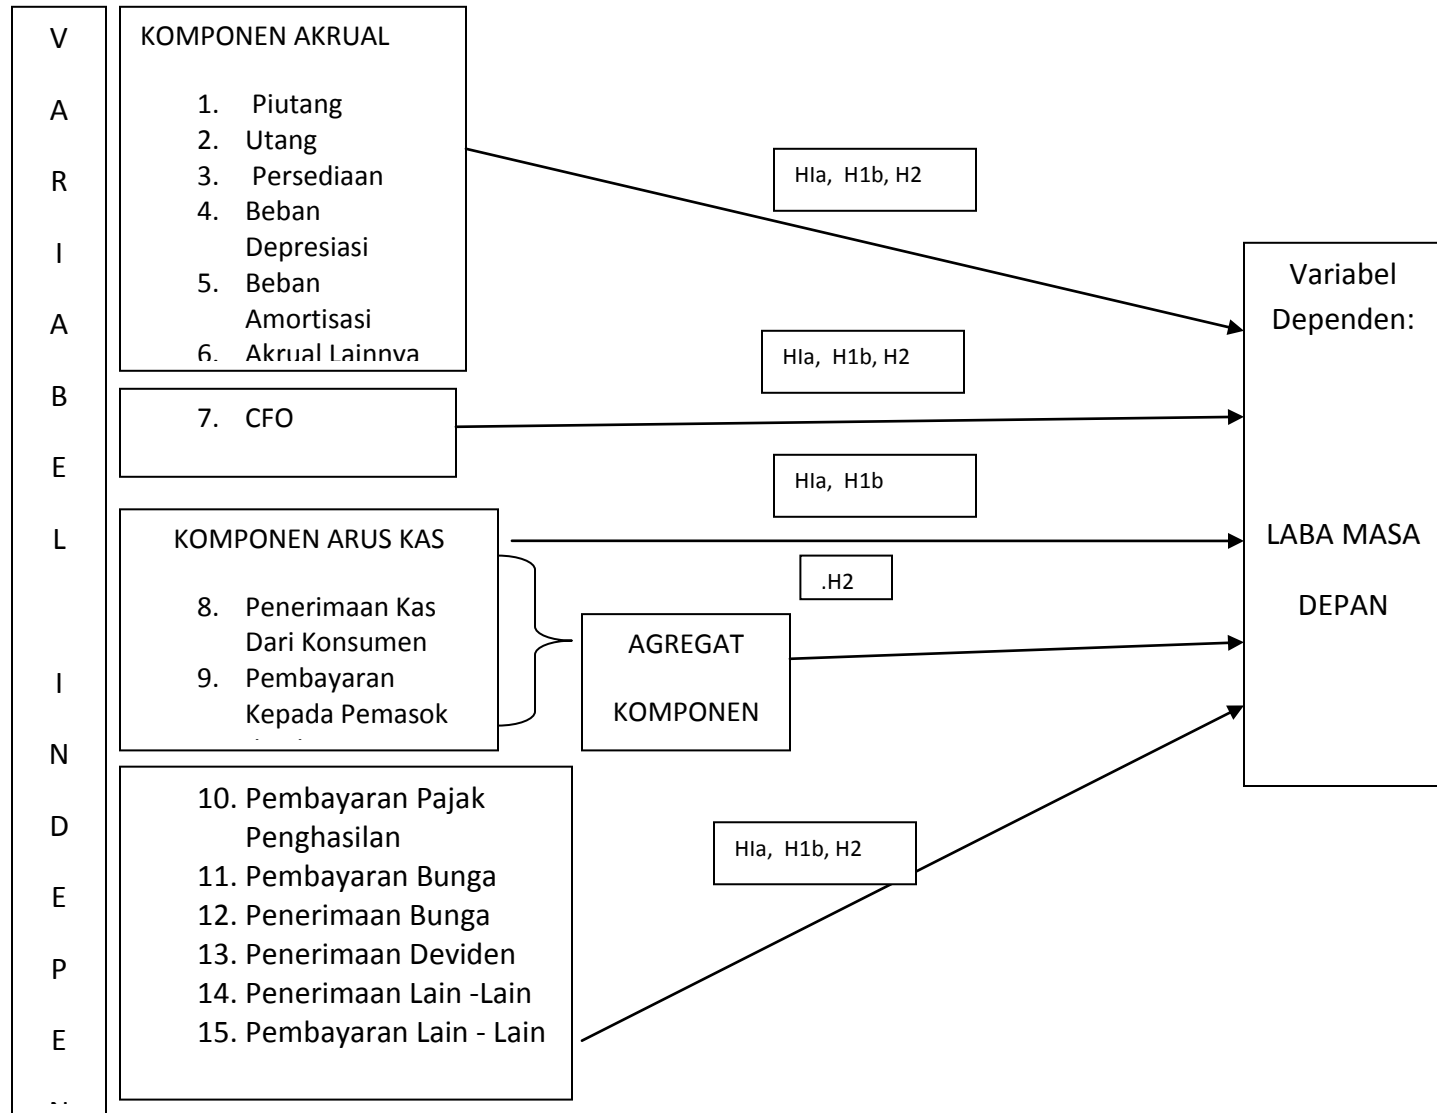 V
A
R
I
A
B
E
L
I
N
D
E
P
E
KOMPONEN AKRUAL
1. Piutang
2. Utang
3. Persediaan
4. Beban
Depresiasi
5. Beban
Amortisasi
6. Akrual Lainnya
7. CFO
KOMPONEN ARUS KAS
8. Penerimaan Kas
Dari Konsumen
9. Pembayaran
Kepada Pemasok
10. Pembayaran Pajak
Penghasilan
11. Pembayaran Bunga
12. Penerimaan Bunga
13. Penerimaan Deviden
14. Penerimaan Lain -Lain
15. Pembayaran Lain - Lain
AGREGAT
KOMPONEN
HIa, H1b, H2
HIa, H1b, H2
HIa, H1b
.H2
HIa, H1b, H2
Variabel
Dependen:
LABA MASA
DEPAN